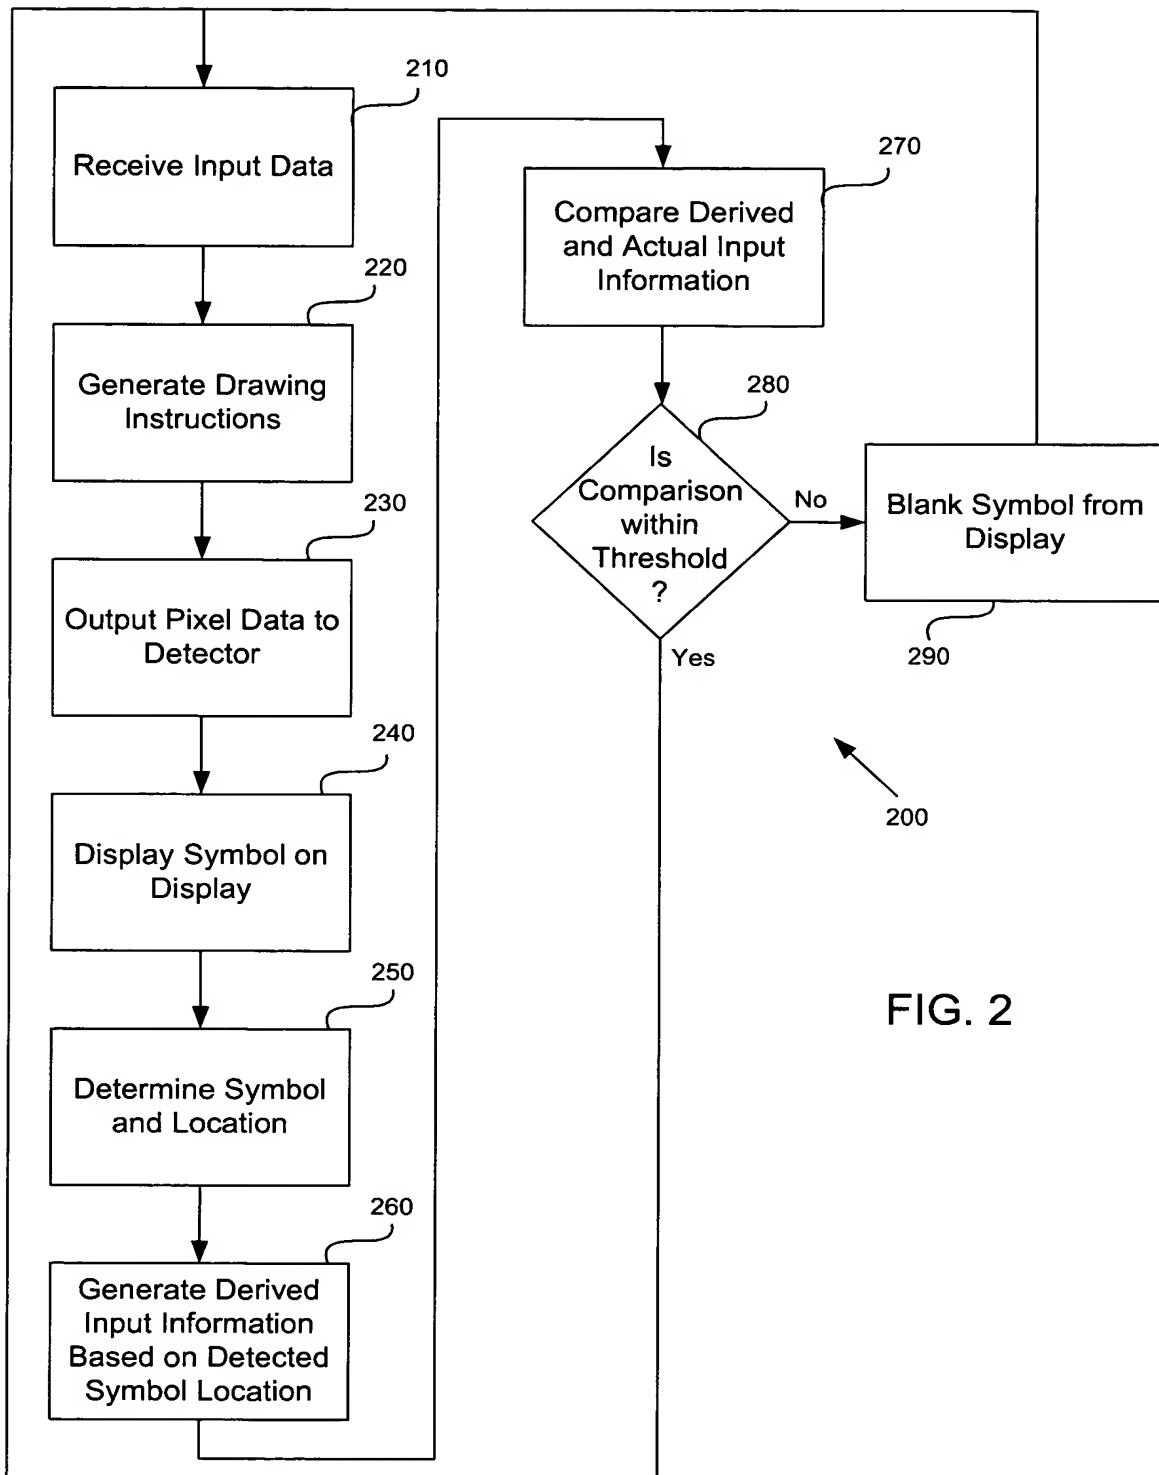 210
Receive Input Data
220
Generate Drawing
Instructions
230
Output Pixel Data to
Detector
240
Display Symbol on
Display
250
Determine Symbol
and Location
260
Generate Derived
Input Information
Based on Detected
Symbol Location
270
Compare Derived
and Actual Input
Information
280
Is
Comparison
within
Threshold
?
No
Yes
Blank Symbol from
Display
290
200
FIG. 2